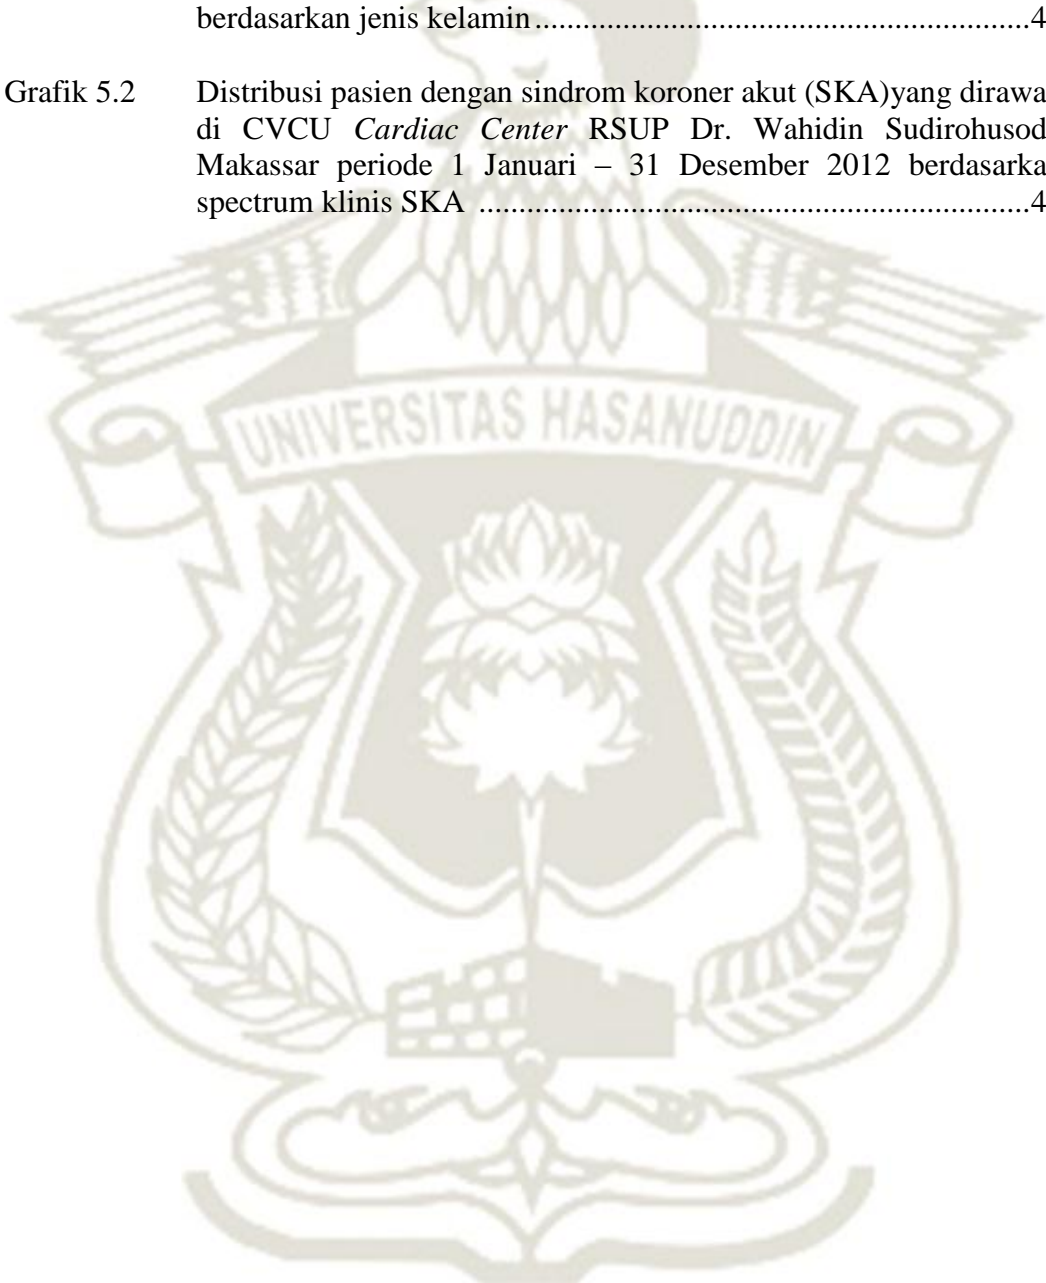 berdasarkan jenis kelamin..............................................................4
Grafik 5.2 Distribusi pasien dengan sindrom koroner akut (SKA)yang dirawa
di CVCU Cardiac Center RSUP Dr. Wahidin Sudirohusod
Makassar periode 1 Januari – 31 Desember 2012 berdasarka
spectrum klinis SKA .....................................................................4
UNIVERSITAS HASANUDDIN